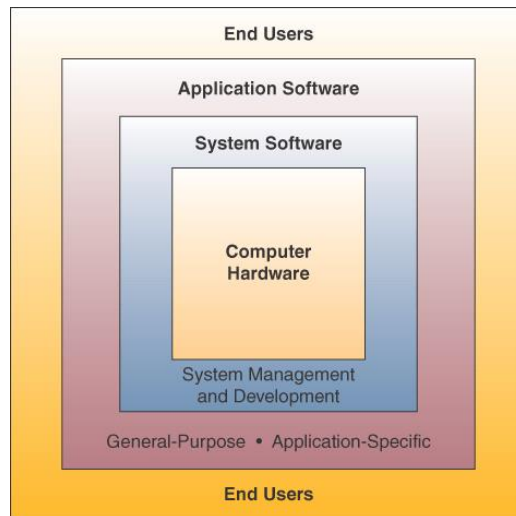 End Users
Application Software
System Software
Computer
Hardware
System Management
and Development
General-Purpose • Application-Specific
End Users